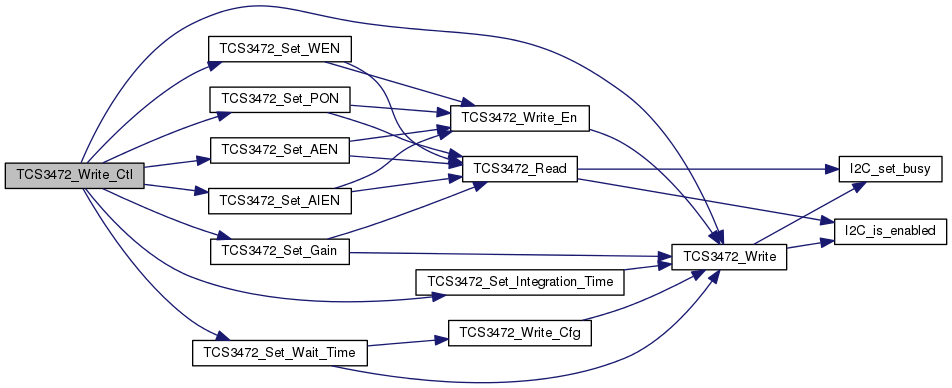 TCS3472_Write_Ctl
TCS3472_Set_WEN
TCS3472_Set_PON
TCS3472_Set_AEN
TCS3472_Set_AIEN
TCS3472_Set_Gain
TCS3472_Set_Integration_Time
TCS3472_Set_Wait_Time
TCS3472_Write_En
TCS3472_Read
TCS3472_Write_Cfg
TCS3472_Write
I2C_set_busy
I2C_is_enabled